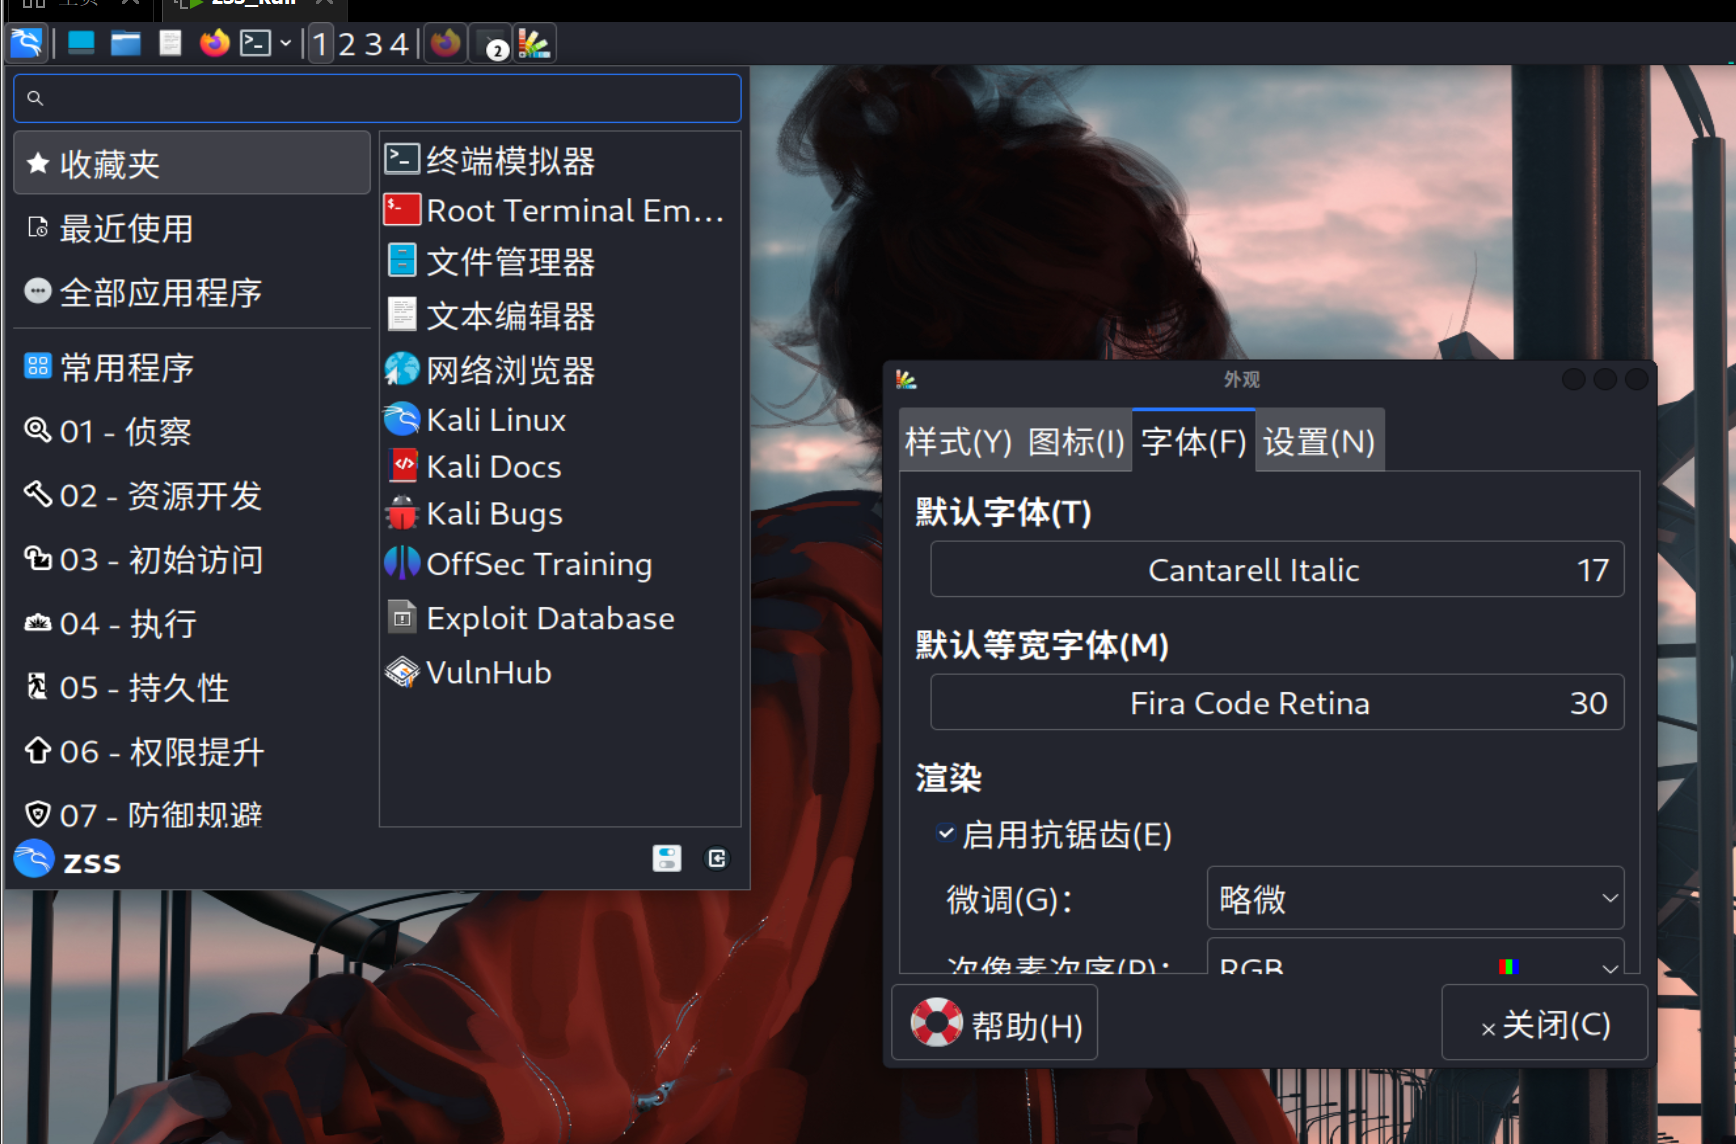 zss_Kali
1 2 3 4
2
收藏夹
最近使用
全部应用程序
常用程序
01 - 侦察
02 - 资源开发
03 - 初始访问
04 - 执行
05 - 持久性
06 - 权限提升
07 - 防御规避
终端模拟器
Root Terminal Em...
文件管理器
文本编辑器
网络浏览器
Kali Linux
Kali Docs
Kali Bugs
OffSec Training
Exploit Database
VulnHub
zss
外观
样式(Y) 图标(I) 字体(F) 设置(N)
默认字体(T)
Cantarell Italic 17
默认等宽字体(M)
Fira Code Retina 30
渲染
启用抗锯齿(E)
微调(G)： 略微
次像素次序(P)： RGB
帮助(H)
关闭(C)